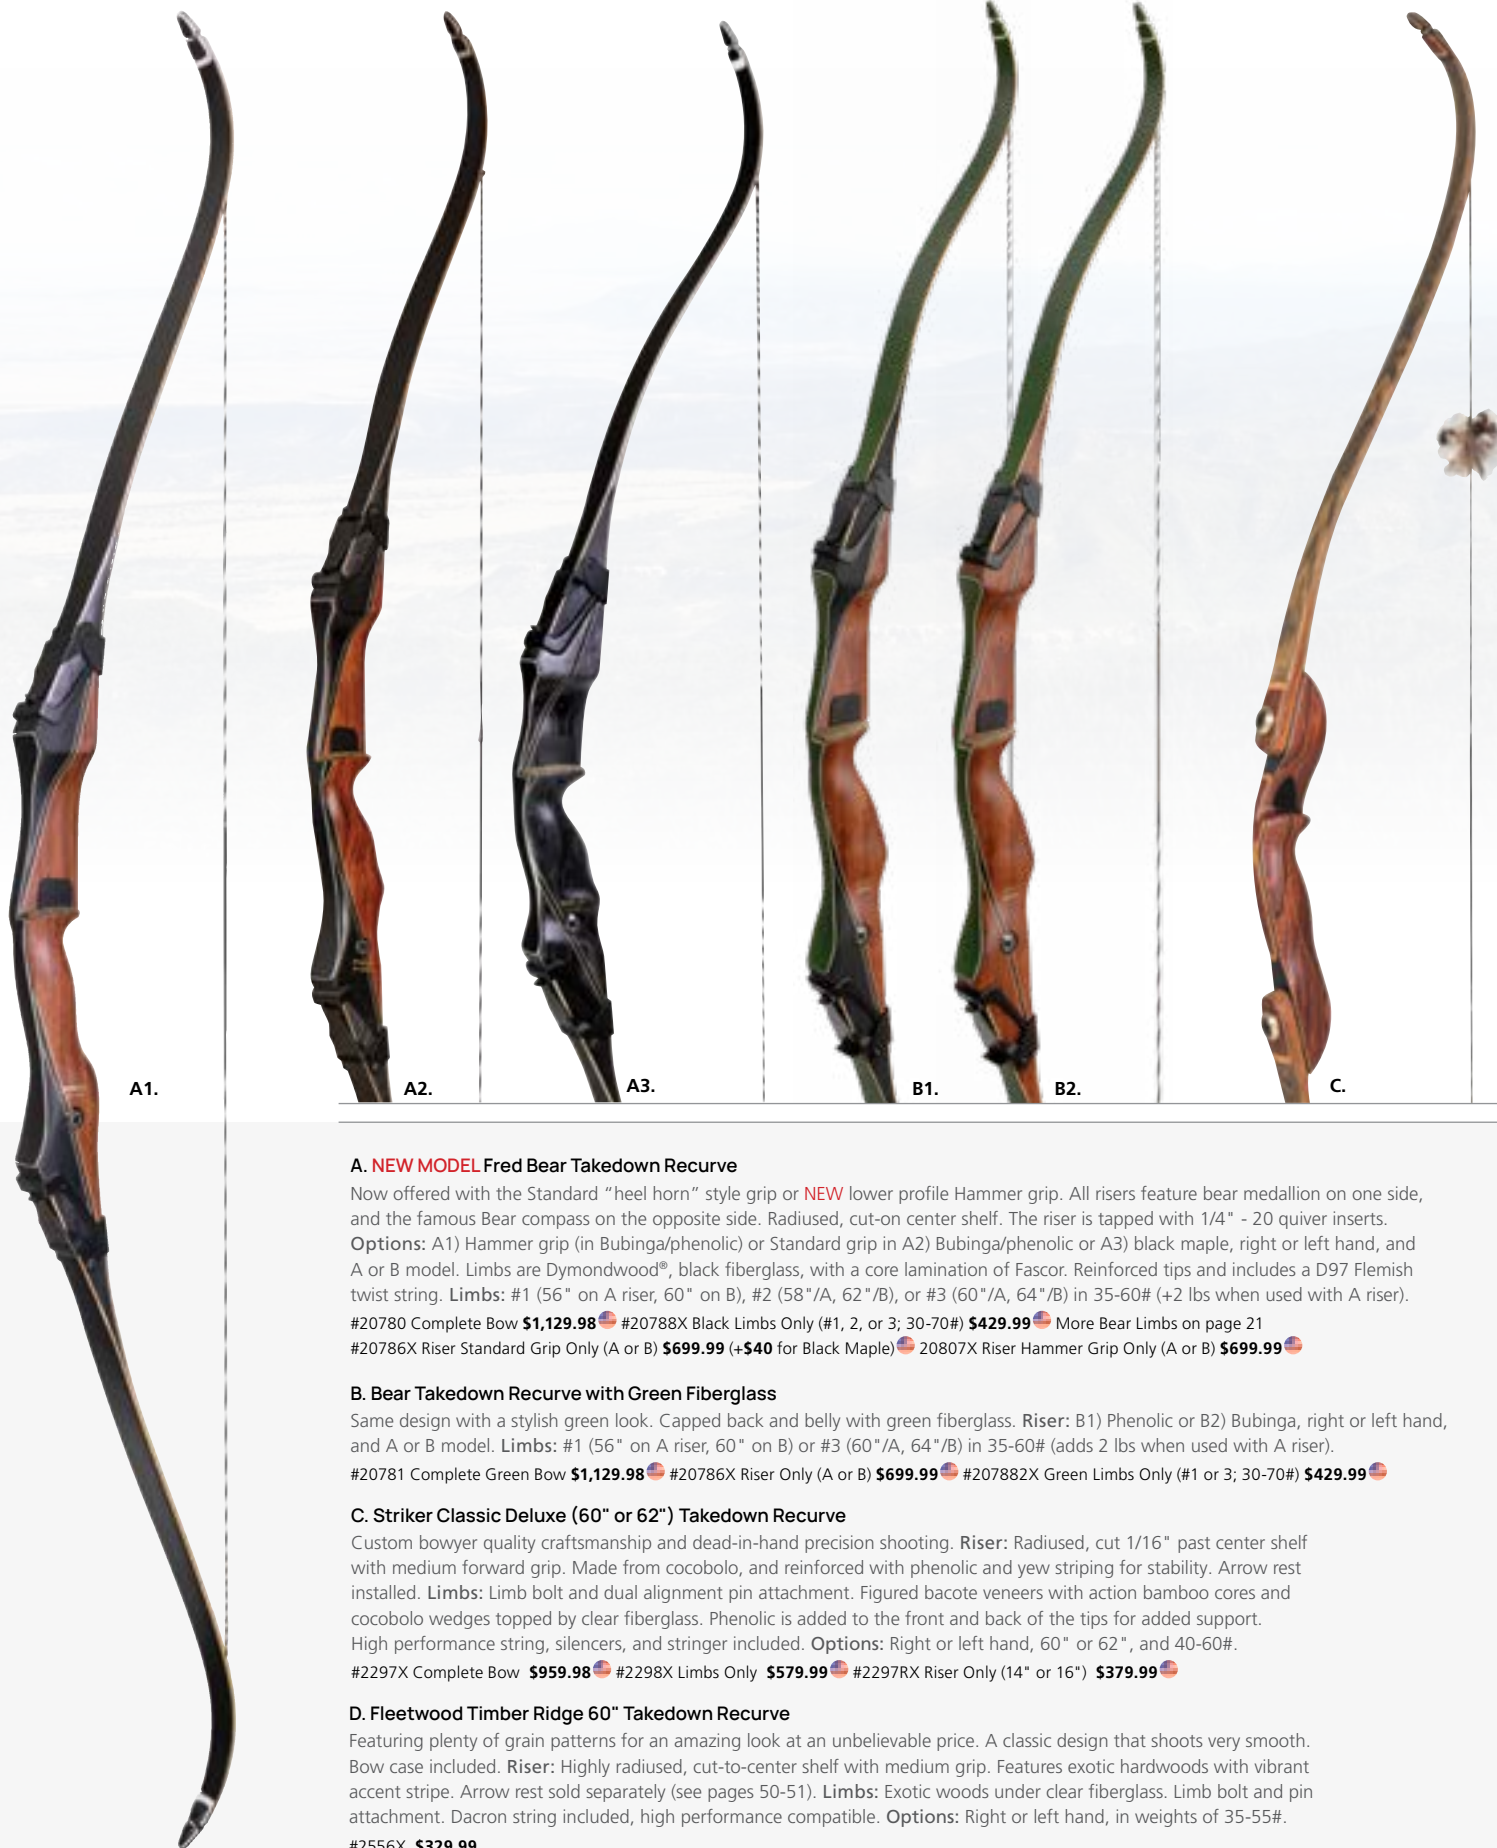 A1.
A2.
A3.
B1.
B2.
C.
A. NEW MODEL Fred Bear Takedown Recurve
Now offered with the Standard “heel horn” style grip or NEW lower profile Hammer grip. All risers feature bear medallion on one side,
and the famous Bear compass on the opposite side. Radiused, cut-on center shelf. The riser is tapped with 1/4" - 20 quiver inserts.
Options: A1) Hammer grip (in Bubinga/phenolic) or Standard grip in A2) Bubinga/phenolic or A3) black maple, right or left hand, and
A or B model. Limbs are Dymondwood®, black fiberglass, with a core lamination of Fascor. Reinforced tips and includes a D97 Flemish
twist string. Limbs: #1 (56" on A riser, 60" on B), #2 (58"/A, 62"/B), or #3 (60"/A, 64"/B) in 35-60# (+2 lbs when used with A riser).
#20780 Complete Bow $1,129.98 #20788X Black Limbs Only (#1, 2, or 3; 30-70#) $429.99 More Bear Limbs on page 21
#20786X Riser Standard Grip Only (A or B) $699.99 (+$40 for Black Maple) 20807X Riser Hammer Grip Only (A or B) $699.99
B. Bear Takedown Recurve with Green Fiberglass
Same design with a stylish green look. Capped back and belly with green fiberglass. Riser: B1) Phenolic or B2) Bubinga, right or left hand,
and A or B model. Limbs: #1 (56" on A riser, 60" on B) or #3 (60"/A, 64"/B) in 35-60# (adds 2 lbs when used with A riser).
#20781 Complete Green Bow $1,129.98 #20786X Riser Only (A or B) $699.99 #207882X Green Limbs Only (#1 or 3; 30-70#) $429.99
C. Striker Classic Deluxe (60" or 62") Takedown Recurve
Custom bowyer quality craftsmanship and dead-in-hand precision shooting. Riser: Radiused, cut 1/16" past center shelf
with medium forward grip. Made from cocobolo, and reinforced with phenolic and yew striping for stability. Arrow rest
installed. Limbs: Limb bolt and dual alignment pin attachment. Figured bacote veneers with action bamboo cores and
cocobolo wedges topped by clear fiberglass. Phenolic is added to the front and back of the tips for added support.
High performance string, silencers, and stringer included. Options: Right or left hand, 60" or 62", and 40-60#.
#2297X Complete Bow $959.98 #2298X Limbs Only $579.99 #2297RX Riser Only (14" or 16") $379.99
D. Fleetwood Timber Ridge 60" Takedown Recurve
Featuring plenty of grain patterns for an amazing look at an unbelievable price. A classic design that shoots very smooth.
Bow case included. Riser: Highly radiused, cut-to-center shelf with medium grip. Features exotic hardwoods with vibrant
accent stripe. Arrow rest sold separately (see pages 50-51). Limbs: Exotic woods under clear fiberglass. Limb bolt and pin
attachment. Dacron string included, high performance compatible. Options: Right or left hand, in weights of 35-55#.
#2556X $329.99